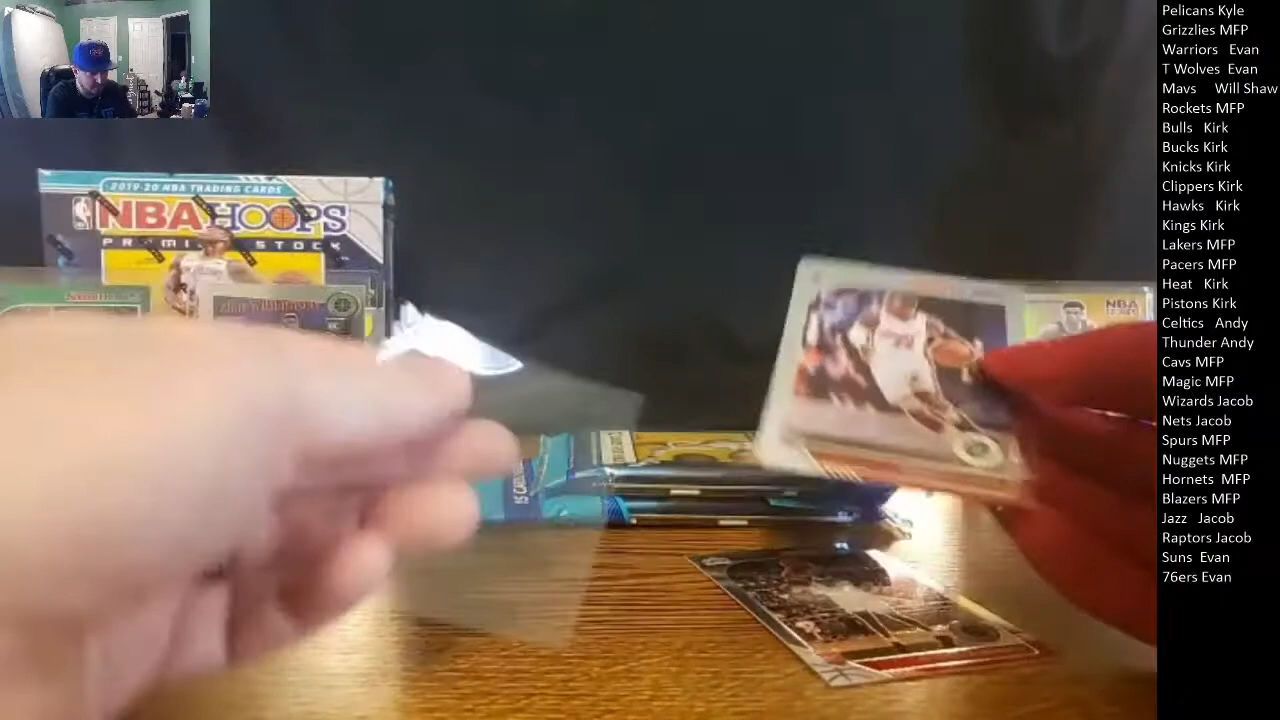 2019-20 NBA TRADING CARDS
NBA HOOPS
PREMIUM STOCK
NBA
15 CARDS
Pelicans Kyle
Grizzlies MFP
Warriors Evan
T Wolves Evan
Mavs Will Shaw
Rockets MFP
Bulls Kirk
Bucks Kirk
Knicks Kirk
Clippers Kirk
Hawks Kirk
Kings Kirk
Lakers MFP
Pacers MFP
Heat Kirk
Pistons Kirk
Celtics Andy
Thunder Andy
Cavs MFP
Magic MFP
Wizards Jacob
Nets Jacob
Spurs MFP
Nuggets MFP
Hornets MFP
Blazers MFP
Jazz Jacob
Raptors Jacob
Suns Evan
76ers Evan